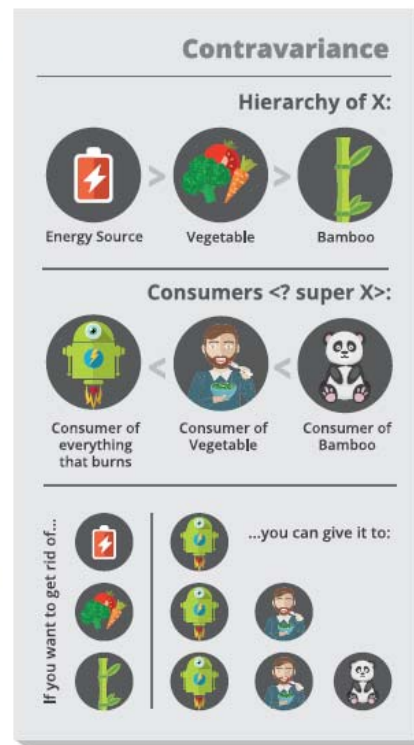 Contravariance
Hierarchy of X:
>
>
Energy Source
Vegetable
Bamboo
Consumers <? super X>:
<
<
Consumer of
everything
that burns
Consumer of
Vegetable
Consumer of
Bamboo
If you want to get rid of...
...you can give it to: